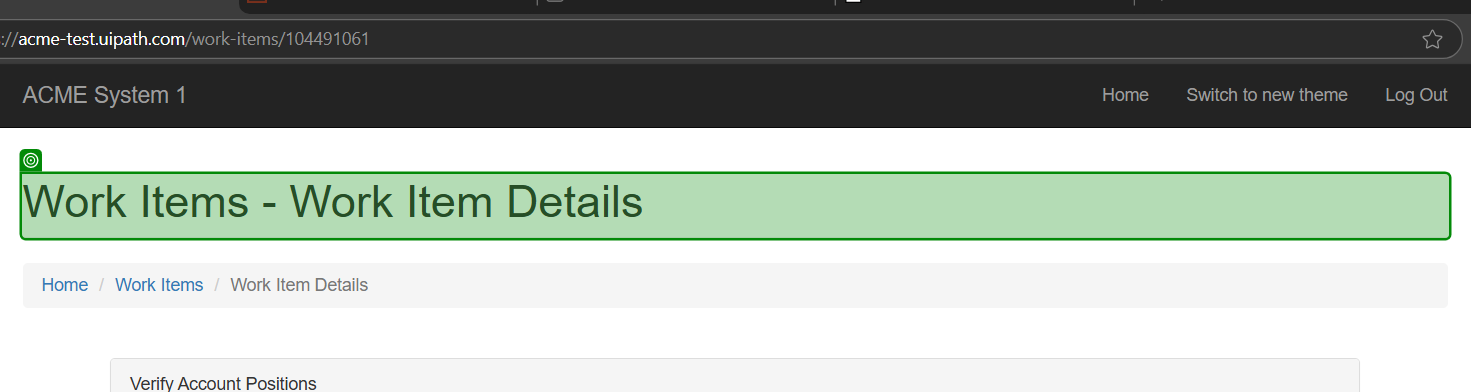 ://acme-test.uipath.com/work-items/104491061
ACME System 1 Home Switch to new theme Log Out
Work Items - Work Item Details
Home / Work Items / Work Item Details
Verify Account Positions